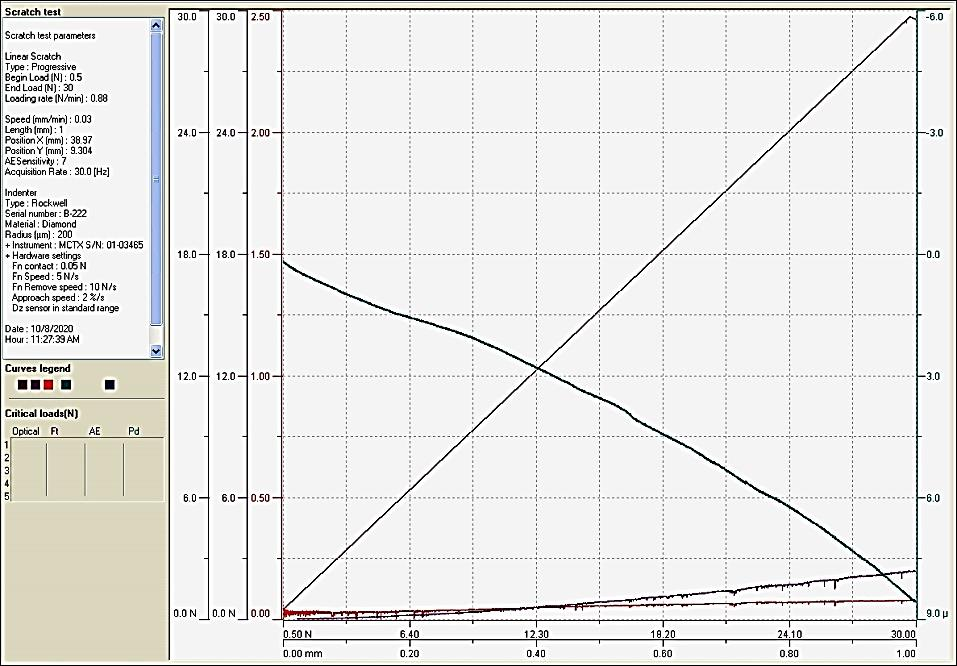 Scratch test
Scratch test parameters
Linear Scratch
Type : Progressive
Begin Load (N) : 0.5
End Load (N) : 30
Loading rate (N/min) : 0.88
Speed (mm/min) : 0.03
Length (mm) : 1
Position X (mm) : 38.97
Position Y (mm) : 9.304
AESensitivity : 7
Acquisition Rate : 30.0 [Hz]
Indenter
Type : Rockwell
Serial number : B-222
Material : Diamond
Radius (µm) : 200
+ Instrument : MCTX S/N: 01-03465
+ Hardware settings
Fn contact : 0.05 N
Fn Speed : 5 N/s
Fn Remove speed : 10 N/s
Approach speed : 2 %/s
Dz sensor in standard range
Date : 10/8/2020
Hour : 11:27:39 AM
Curves legend
Critical loads(N)
Optical Ft AE Pd
1
2
3
4
5
30.0 30.0 2.50 -6.0
24.0 24.0 2.00 -3.0
18.0 18.0 1.50 0.0
12.0 12.0 1.00 3.0
6.0 6.0 0.50 6.0
0.0 N 0.0 N 0.00 9.0 µ
0.50 N 6.40 12.30 18.20 24.10 30.00
0.00 mm 0.20 0.40 0.60 0.80 1.00